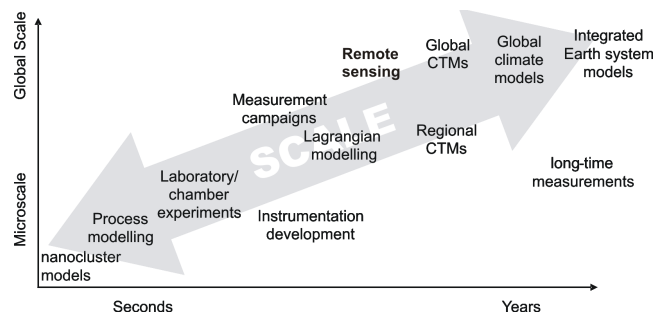 Global Scale
Microscale
Remote
sensing
Global
CTMs
Global
climate
models
Integrated
Earth system
models
Measurement
campaigns
SCALE
Lagrangian
modelling
Regional
CTMs
long-time
measurements
Laboratory/
chamber
experiments
Instrumentation
development
Process
modelling
nanocluster
models
Seconds
Years